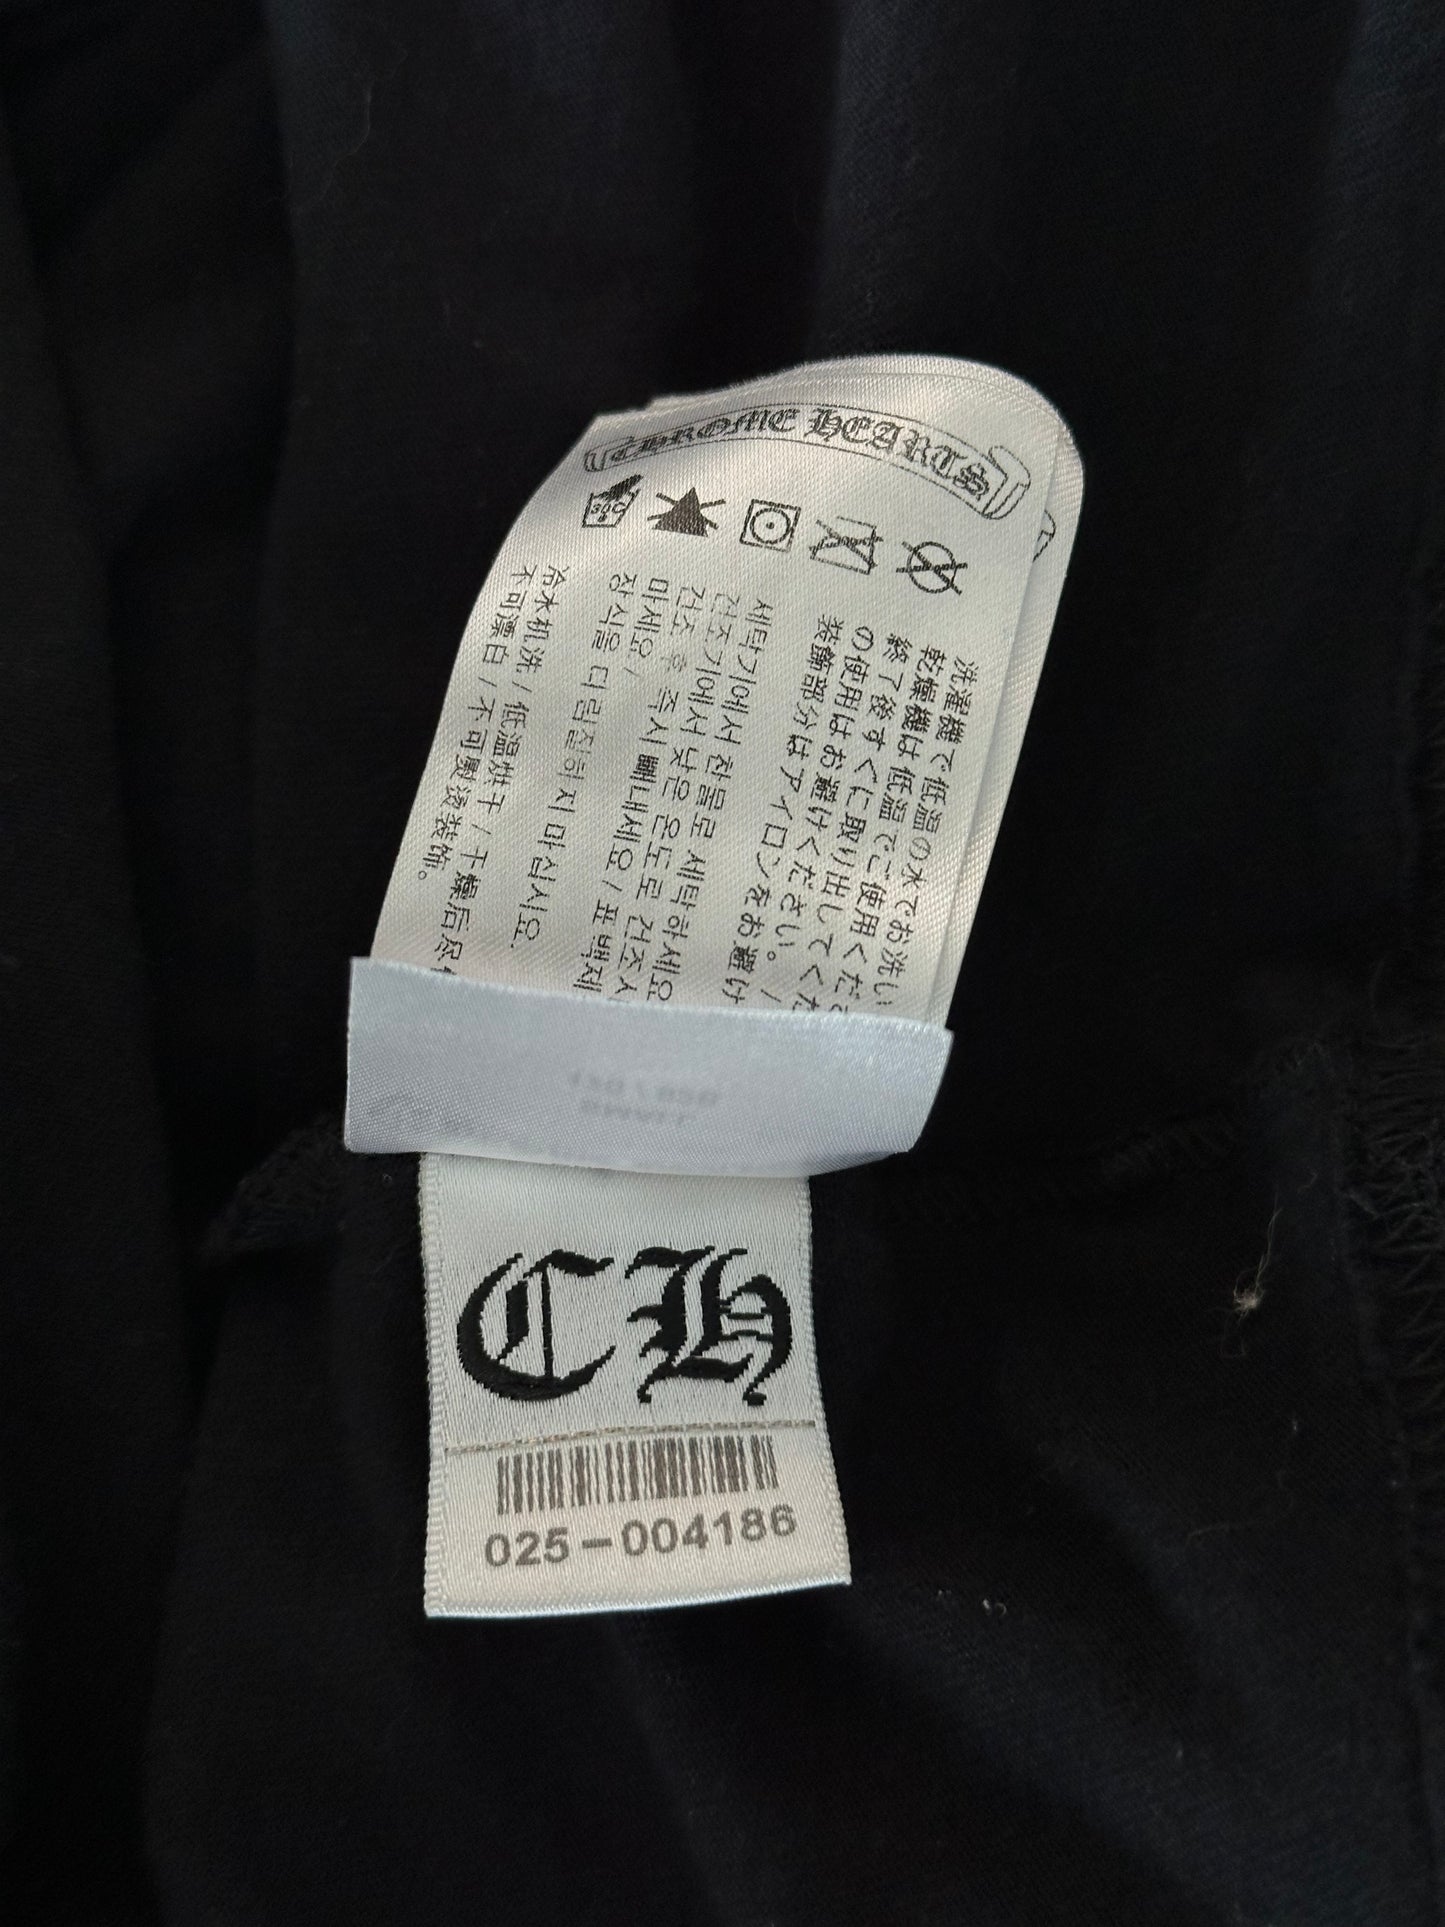 CHROME HEARTS
30C
洗濯機で低温の水でお洗い
乾燥機は低温でご使用くださ
終了後すぐに取り出してくだ
の使用はお避けください。/
装飾部分はアイロンをお避け
세탁기에서 찬물로 세탁하세요
건조기에서 낮은 온도로 건조시
건조 후 즉시 빼내세요 / 표백제
마세요 /
장식을 다림질하지 마십시오.
冷水机洗 / 低温烘干 / 干燥后尽
不可漂白 / 不可熨烫装饰。
CH
025-004186